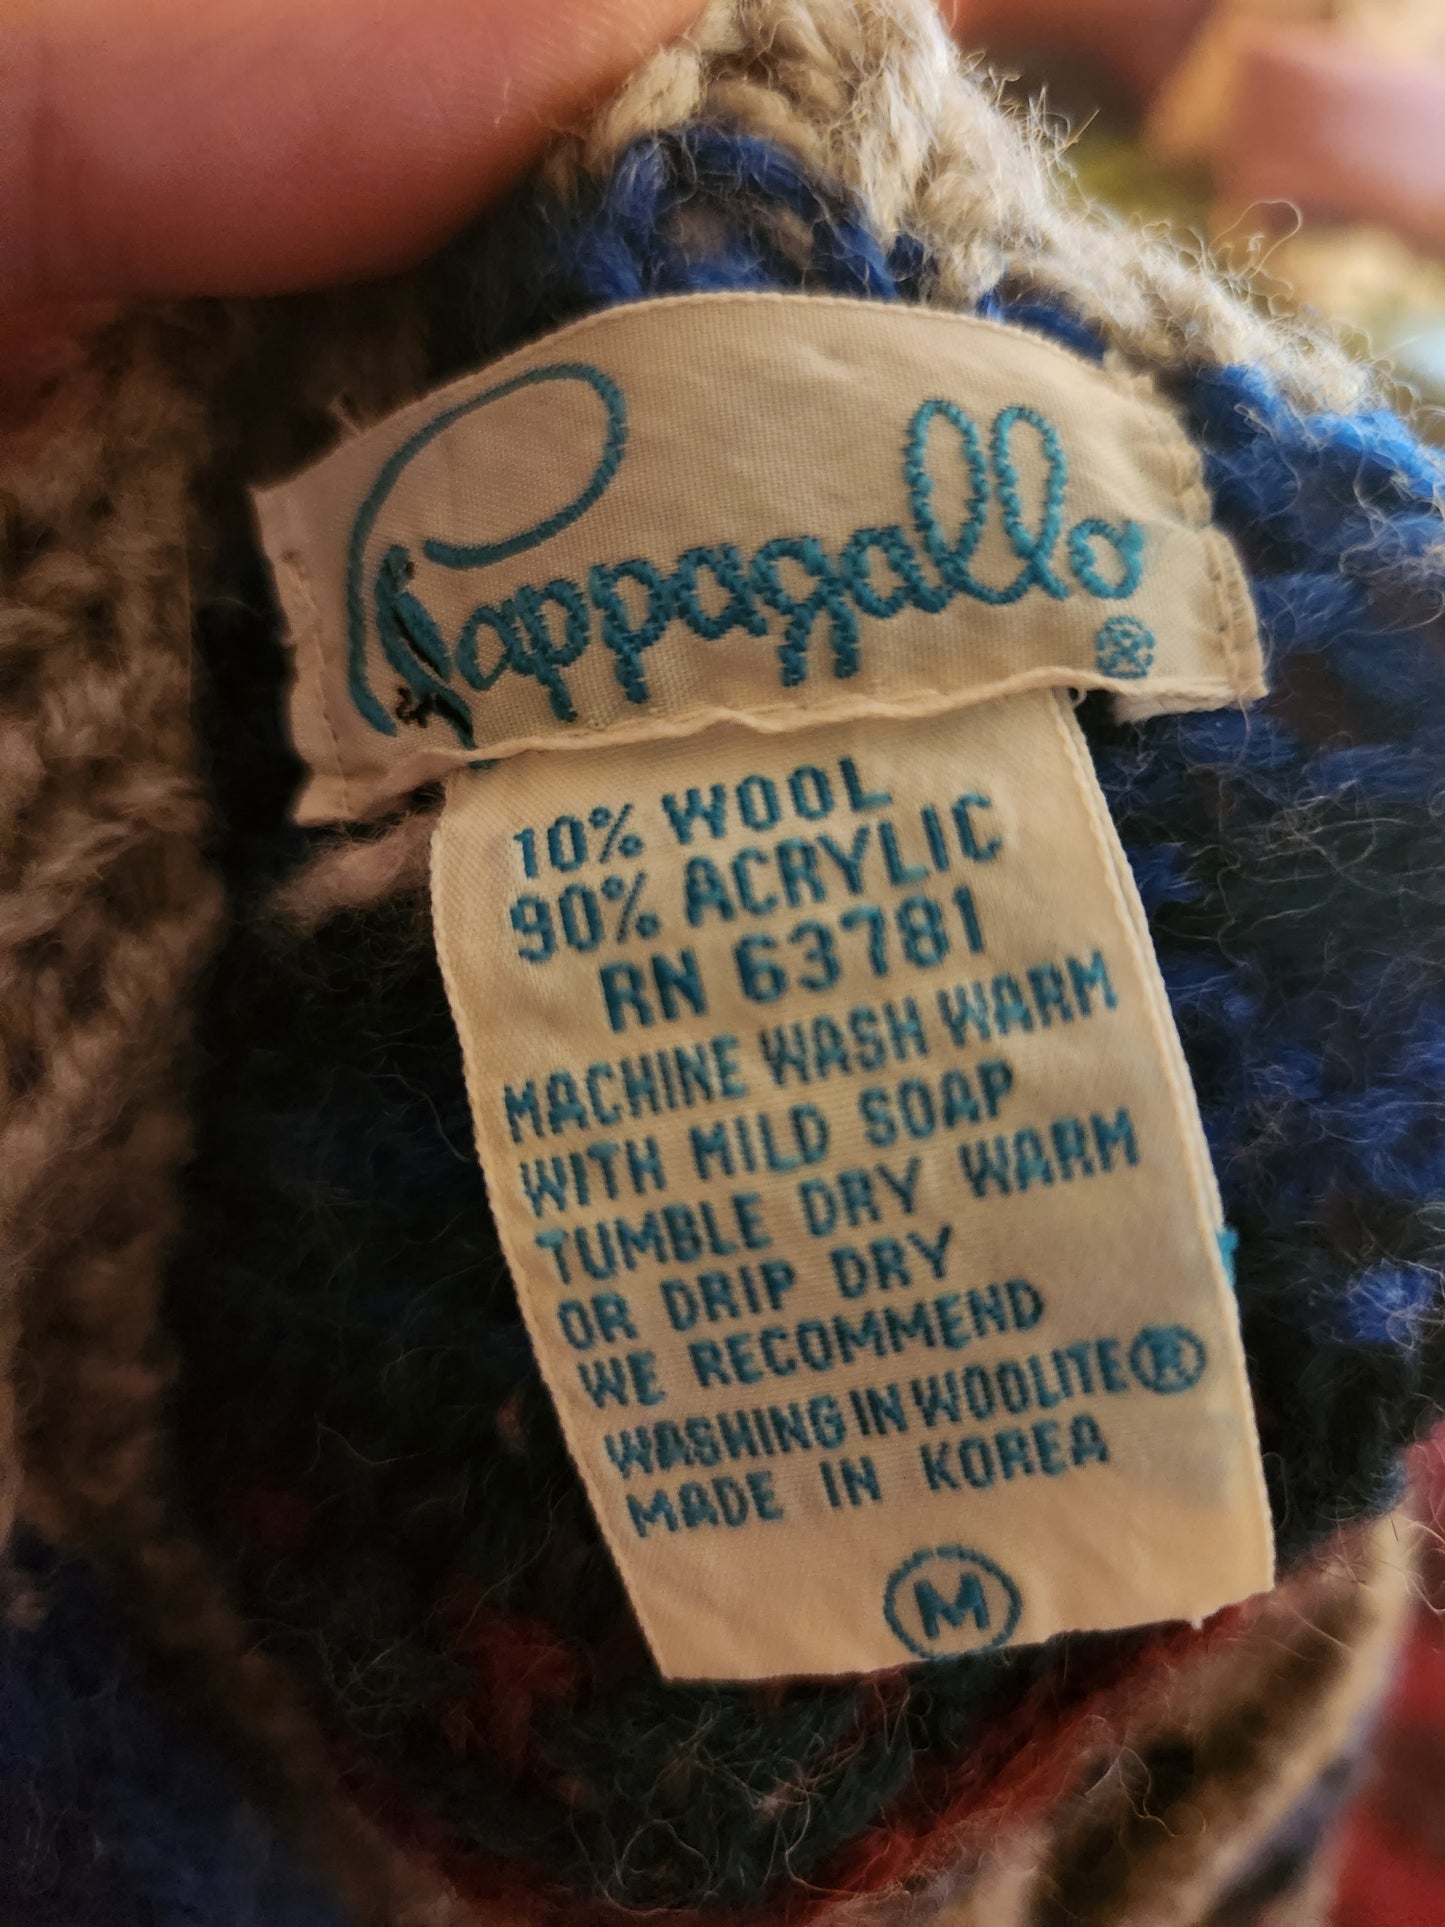 Pappagallo®
10% WOOL
90% ACRYLIC
RN 63781
MACHINE WASH WARM
WITH MILD SOAP
TUMBLE DRY WARM
OR DRIP DRY
WE RECOMMEND
WASHING IN WOOLITE®
MADE IN KOREA
M